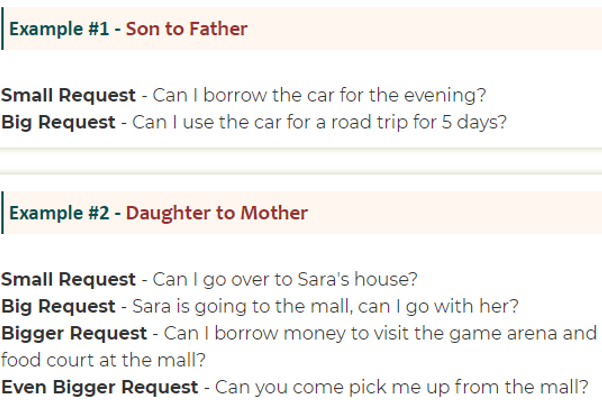 Example #1 - Son to Father
Small Request - Can I borrow the car for the evening?
Big Request - Can I use the car for a road trip for 5 days?
Example #2 - Daughter to Mother
Small Request - Can I go over to Sara's house?
Big Request - Sara is going to the mall, can I go with her?
Bigger Request - Can I borrow money to visit the game arena and
food court at the mall?
Even Bigger Request - Can you come pick me up from the mall?